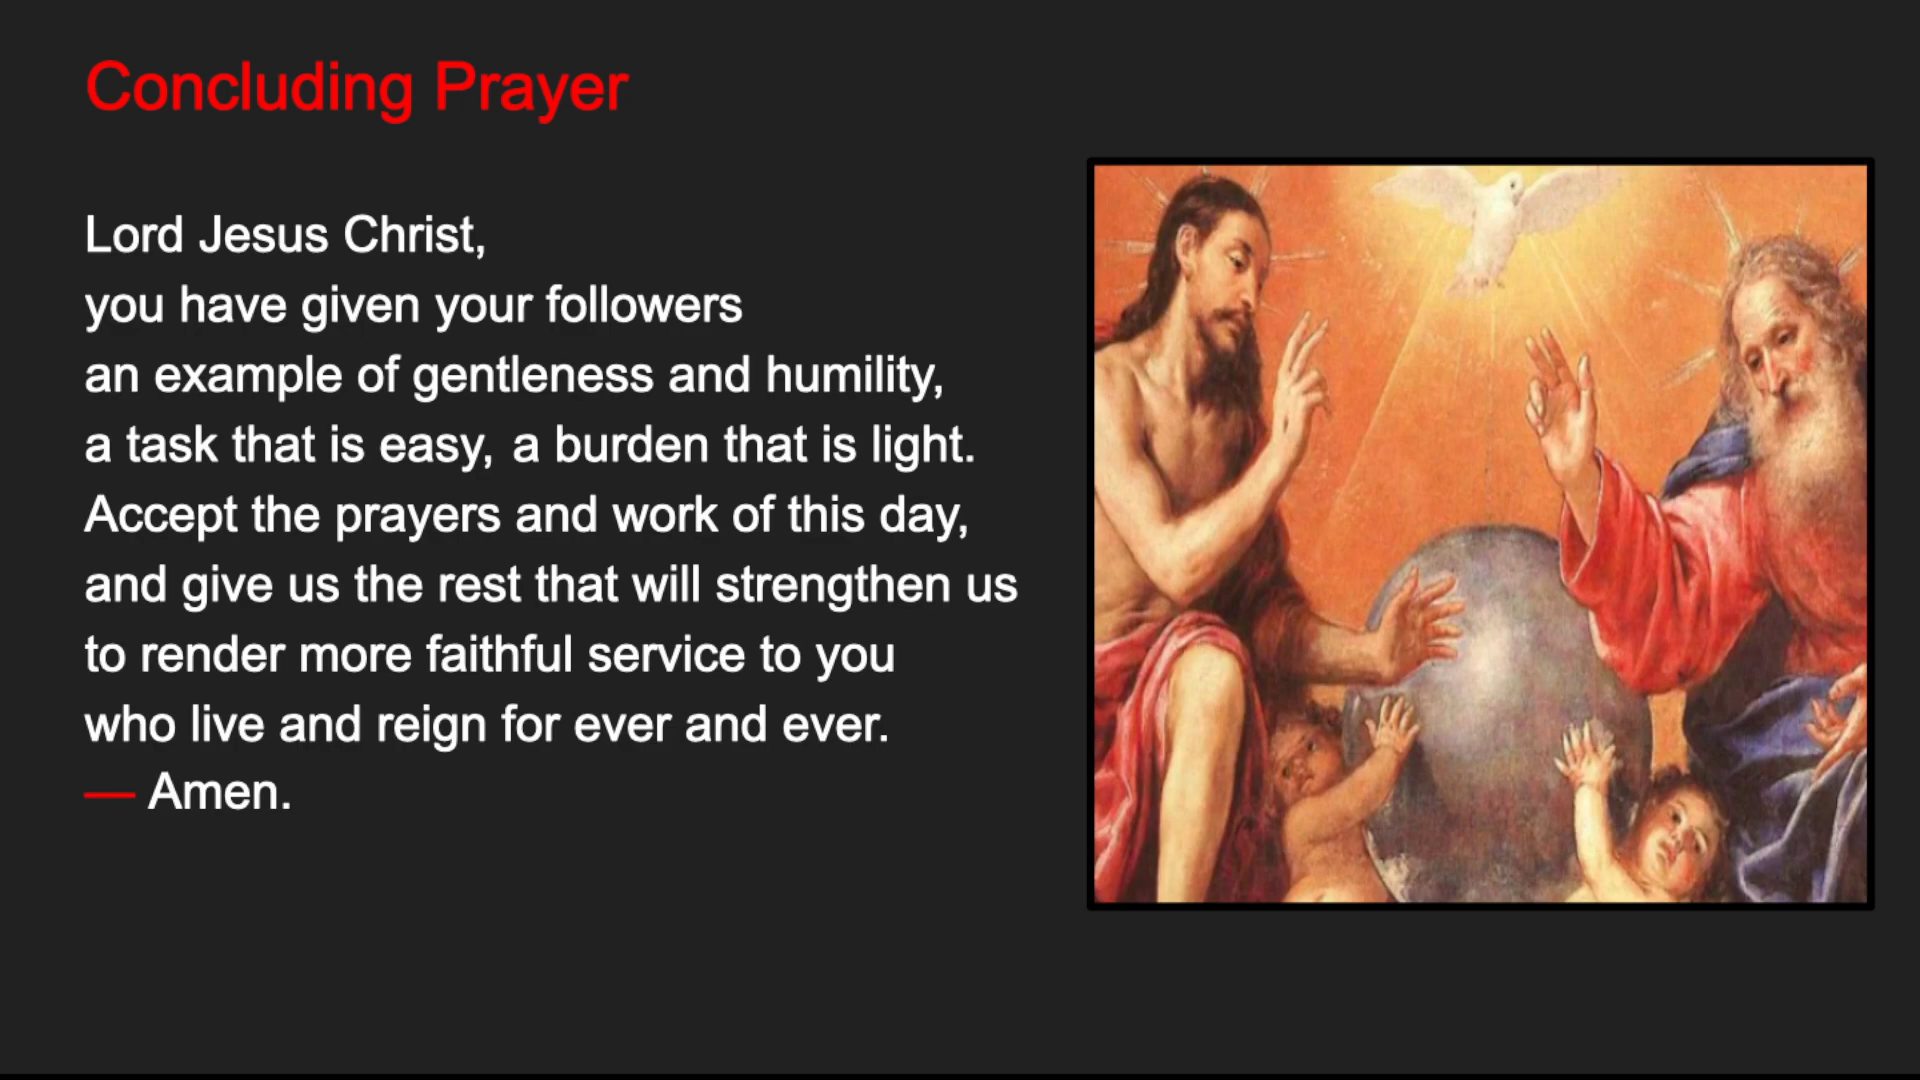 Concluding Prayer
Lord Jesus Christ,
you have given your followers
an example of gentleness and humility,
a task that is easy, a burden that is light.
Accept the prayers and work of this day,
and give us the rest that will strengthen us
to render more faithful service to you
who live and reign for ever and ever.
— Amen.